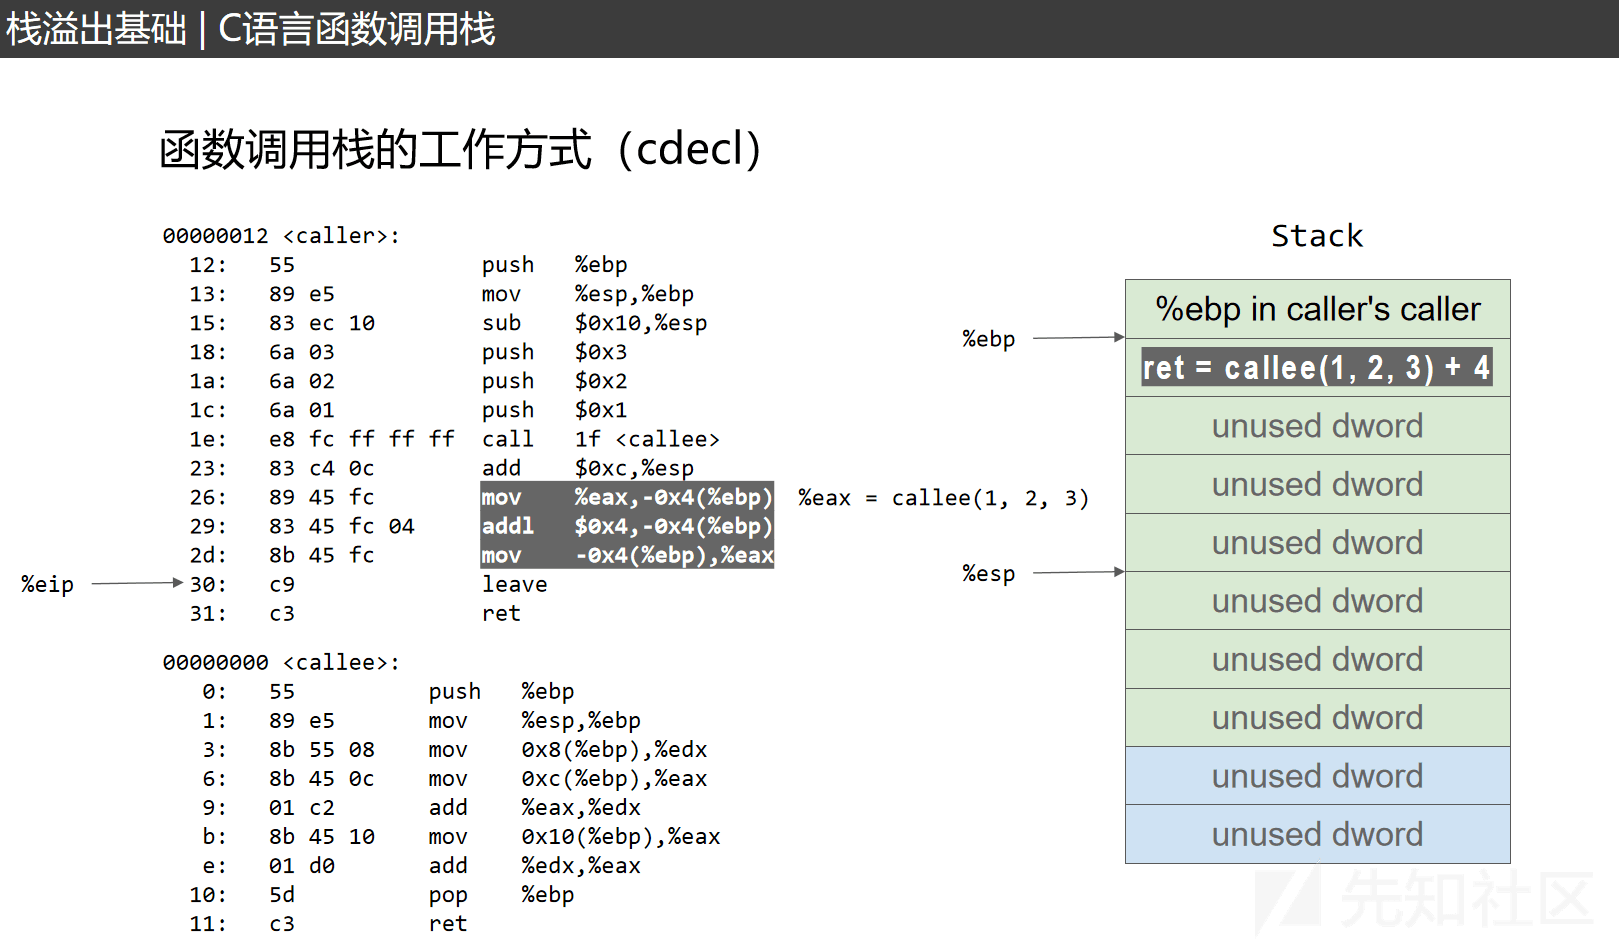 栈溢出基础 | C语言函数调用栈
函数调用栈的工作方式（cdecl）
00000012 <caller>:
12: 55 push %ebp
13: 89 e5 mov %esp,%ebp
15: 83 ec 10 sub $0x10,%esp
18: 6a 03 push $0x3
1a: 6a 02 push $0x2
1c: 6a 01 push $0x1
1e: e8 fc ff ff ff call 1f <callee>
23: 83 c4 0c add $0xc,%esp
26: 89 45 fc mov %eax,-0x4(%ebp) %eax = callee(1, 2, 3)
29: 83 45 fc 04 addl $0x4,-0x4(%ebp)
2d: 8b 45 fc mov -0x4(%ebp),%eax
%eip 30: c9 leave
31: c3 ret
00000000 <callee>:
0: 55 push %ebp
1: 89 e5 mov %esp,%ebp
3: 8b 55 08 mov 0x8(%ebp),%edx
6: 8b 45 0c mov 0xc(%ebp),%eax
9: 01 c2 add %eax,%edx
b: 8b 45 10 mov 0x10(%ebp),%eax
e: 01 d0 add %edx,%eax
10: 5d pop %ebp
11: c3 ret
Stack
%ebp in caller's caller
%ebp
ret = callee(1, 2, 3) + 4
unused dword
unused dword
unused dword
%esp
unused dword
unused dword
unused dword
unused dword
unused dword
先知社区